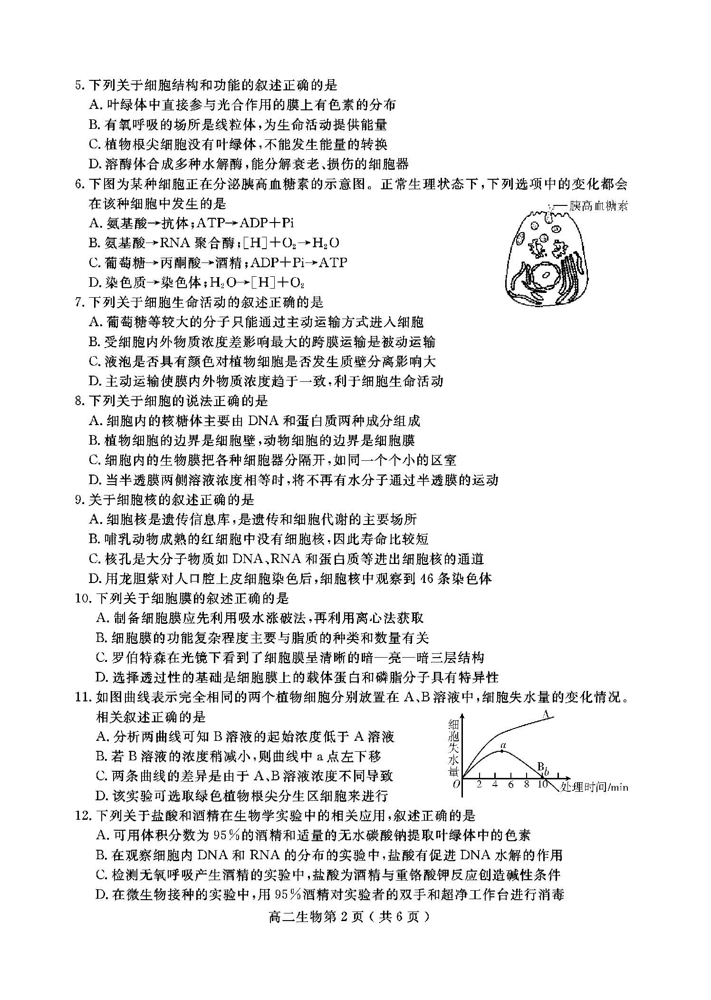 5. 下列关于细胞结构和功能的叙述正确的是
A. 叶绿体中直接参与光合作用的膜上有色素的分布
B. 有氧呼吸的场所是线粒体,为生命活动提供能量
C. 植物根尖细胞没有叶绿体,不能发生能量的转换
D. 溶酶体合成多种水解酶,能分解衰老、损伤的细胞器
6. 下图为某种细胞正在分泌胰高血糖素的示意图。正常生理状态下,下列选项中的变化都会
在该种细胞中发生的是
胰高血糖素
A. 氨基酸→抗体;ATP→ADP+Pi
B. 氨基酸→RNA 聚合酶;[H]+O₂→H₂O
C. 葡萄糖→丙酮酸→酒精;ADP+Pi→ATP
D. 染色质→染色体;H₂O→[H]+O₂
7. 下列关于细胞生命活动的叙述正确的是
A. 葡萄糖等较大的分子只能通过主动运输方式进入细胞
B. 受细胞内外物质浓度差影响最大的跨膜运输是被动运输
C. 液泡是否具有颜色对植物细胞是否发生质壁分离影响大
D. 主动运输使膜内外物质浓度趋于一致,利于细胞生命活动
8. 下列关于细胞的说法正确的是
A. 细胞内的核糖体主要由 DNA 和蛋白质两种成分组成
B. 植物细胞的边界是细胞壁,动物细胞的边界是细胞膜
C. 细胞内的生物膜把各种细胞器分隔开,如同一个个小的区室
D. 当半透膜两侧溶液浓度相等时,将不再有水分子通过半透膜的运动
9. 关于细胞核的叙述正确的是
A. 细胞核是遗传信息库,是遗传和细胞代谢的主要场所
B. 哺乳动物成熟的红细胞中没有细胞核,因此寿命比较短
C. 核孔是大分子物质如 DNA、RNA 和蛋白质等进出细胞核的通道
D. 用龙胆紫对人口腔上皮细胞染色后,细胞核中观察到 46 条染色体
10. 下列关于细胞膜的叙述正确的是
A. 制备细胞膜应先利用吸水涨破法,再利用离心法获取
B. 细胞膜的功能复杂程度主要与脂质的种类和数量有关
C. 罗伯特森在光镜下看到了细胞膜呈清晰的暗—亮—暗三层结构
D. 选择透过性的基础是细胞膜上的载体蛋白和磷脂分子具有特异性
11. 如图曲线表示完全相同的两个植物细胞分别放置在 A、B 溶液中,细胞失水量的变化情况。
相关叙述正确的是
A. 分析两曲线可知 B 溶液的起始浓度低于 A 溶液
B. 若 B 溶液的浓度稍减小,则曲线中 a 点左下移
C. 两条曲线的差异是由于 A、B 溶液浓度不同导致
D. 该实验可选取绿色植物根尖分生区细胞来进行
细胞失水量
A
a
B
b
O 2 4 6 8 10 处理时间/min
12. 下列关于盐酸和酒精在生物学实验中的相关应用,叙述正确的是
A. 可用体积分数为 95%的酒精和适量的无水碳酸钠提取叶绿体中的色素
B. 在观察细胞内 DNA 和 RNA 的分布的实验中,盐酸有促进 DNA 水解的作用
C. 检测无氧呼吸产生酒精的实验中,盐酸为酒精与重铬酸钾反应创造碱性条件
D. 在微生物接种的实验中,用 95%酒精对实验者的双手和超净工作台进行消毒
高二生物第 2 页 ( 共 6 页 )